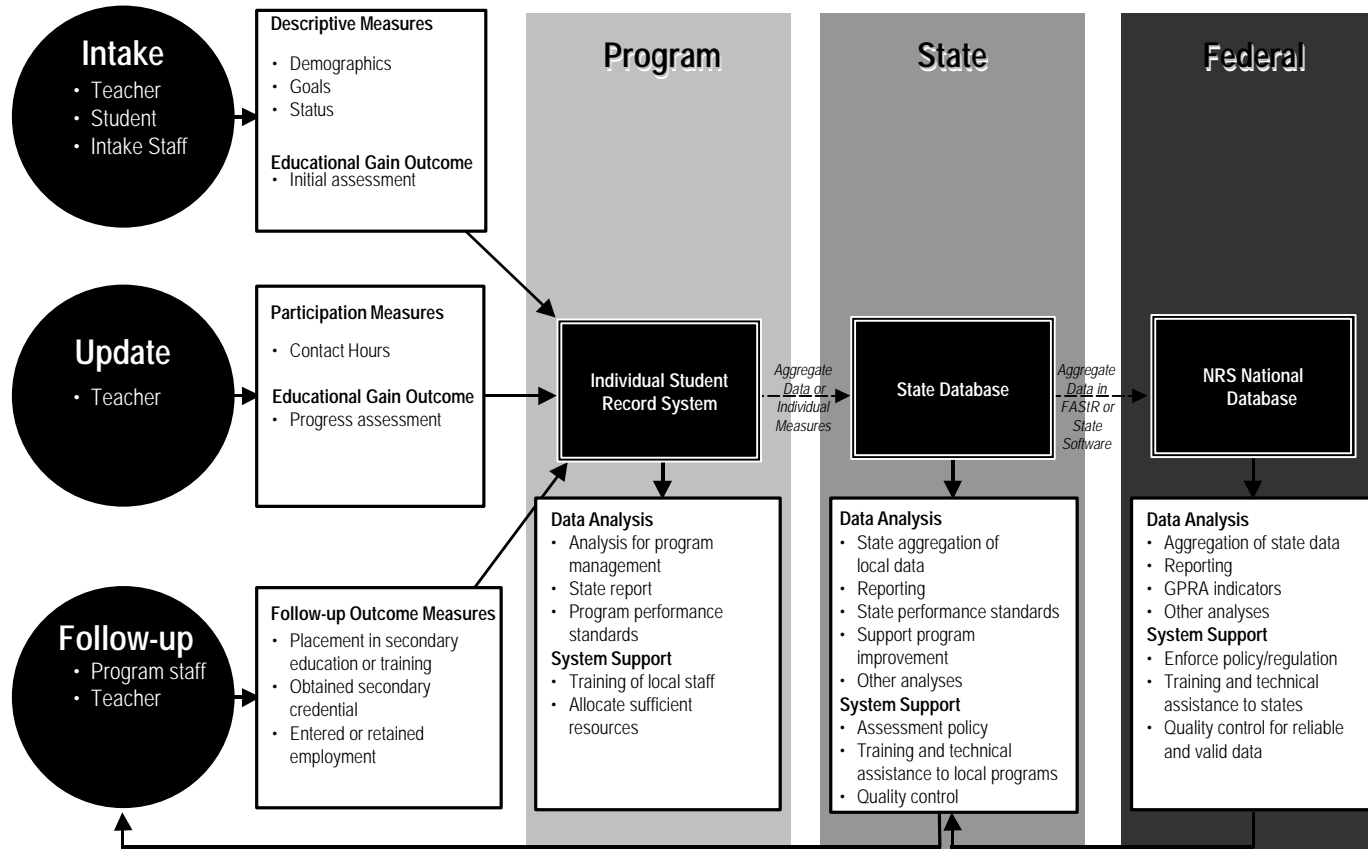 Intake
• Teacher
• Student
• Intake Staff
Descriptive Measures
• Demographics
• Goals
• Status
Educational Gain Outcome
• Initial assessment
Program
State
Federal
Update
• Teacher
Participation Measures
• Contact Hours
Educational Gain Outcome
• Progress assessment
Individual Student
Record System
Aggregate
Data or
Individual
Measures
State Database
Aggregate
Data in
FAStR or
State
Software
NRS National
Database
Follow-up
• Program staff
• Teacher
Follow-up Outcome Measures
• Placement in secondary
education or training
• Obtained secondary
credential
• Entered or retained
employment
Data Analysis
• Analysis for program
management
• State report
• Program performance
standards
System Support
• Training of local staff
• Allocate sufficient
resources
Data Analysis
• State aggregation of
local data
• Reporting
• State performance standards
• Support program
improvement
• Other analyses
System Support
• Assessment policy
• Training and technical
assistance to local programs
• Quality control
Data Analysis
• Aggregation of state data
• Reporting
• GPRA indicators
• Other analyses
System Support
• Enforce policy/regulation
• Training and technical
assistance to states
• Quality control for reliable
and valid data